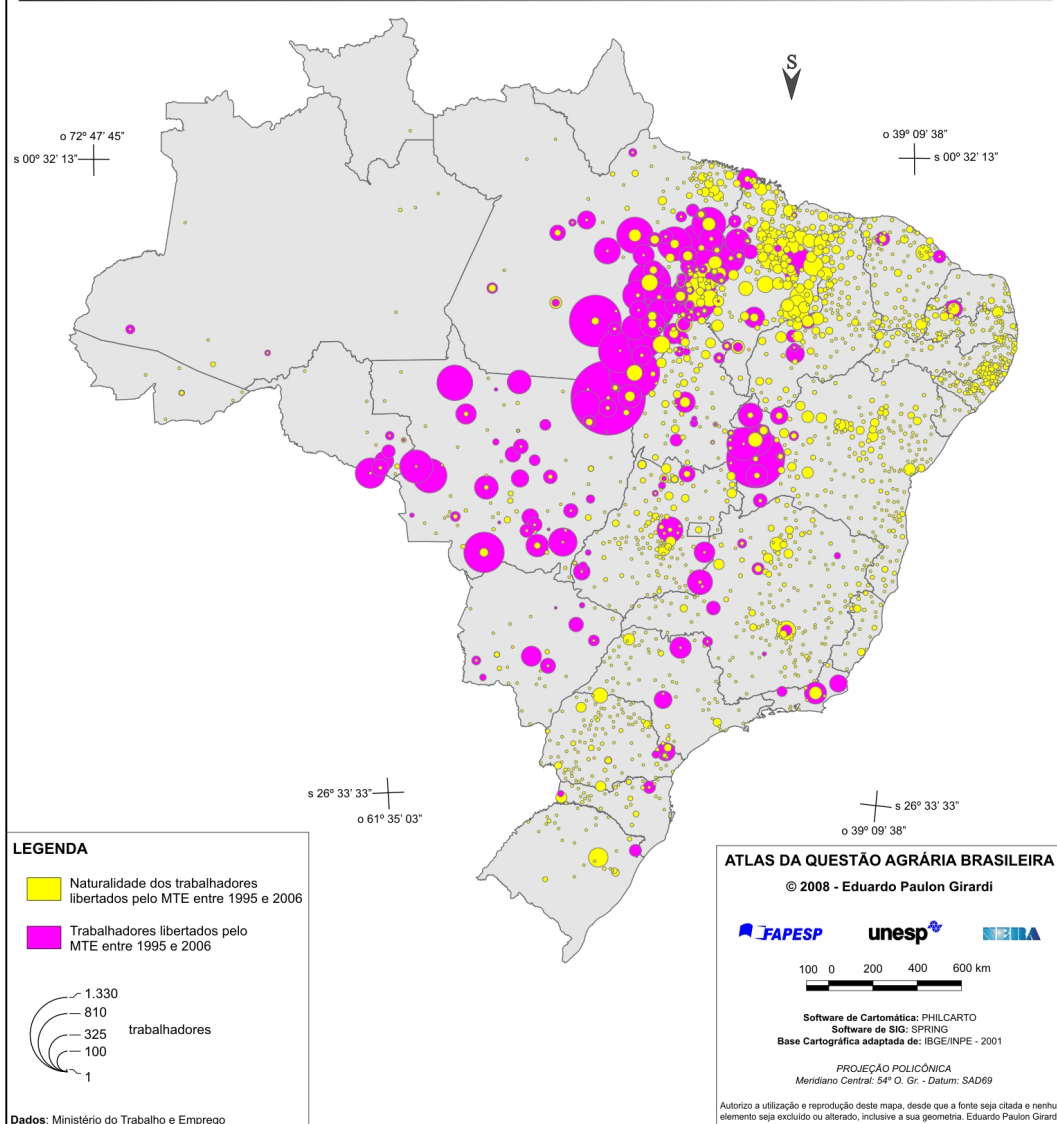 S
o 72º 47' 45"
s 00º 32' 13"
o 39º 09' 38"
s 00º 32' 13"
s 26º 33' 33"
o 61º 35' 03"
s 26º 33' 33"
o 39º 09' 38"
LEGENDA
Naturalidade dos trabalhadores
libertados pelo MTE entre 1995 e 2006
Trabalhadores libertados pelo
MTE entre 1995 e 2006
1.330
810
325
100
1
trabalhadores
Dados: Ministério do Trabalho e Emprego
ATLAS DA QUESTÃO AGRÁRIA BRASILEIRA
© 2008 - Eduardo Paulon Girardi
FAPESP unesp NERA
100 0 200 400 600 km
Software de Cartomática: PHILCARTO
Software de SIG: SPRING
Base Cartográfica adaptada de: IBGE/INPE - 2001
PROJEÇÃO POLICÔNICA
Meridiano Central: 54º O. Gr. - Datum: SAD69
Autorizo a utilização e reprodução deste mapa, desde que a fonte seja citada e nenhu
elemento seja excluído ou alterado, inclusive a sua geometria. Eduardo Paulon Girard